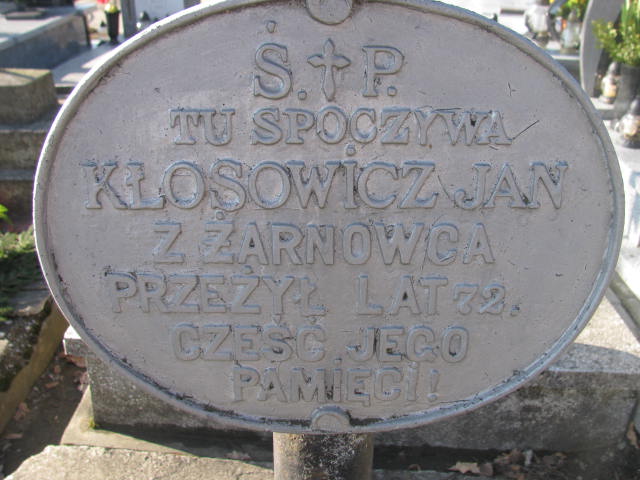 Ś. † P.
TU SPOCZYWA
KŁOSOWICZ JAN
Z ŻARNOWCA
PRZEŻYŁ LAT 72.
CZEŚĆ JEGO
PAMIĘCI!